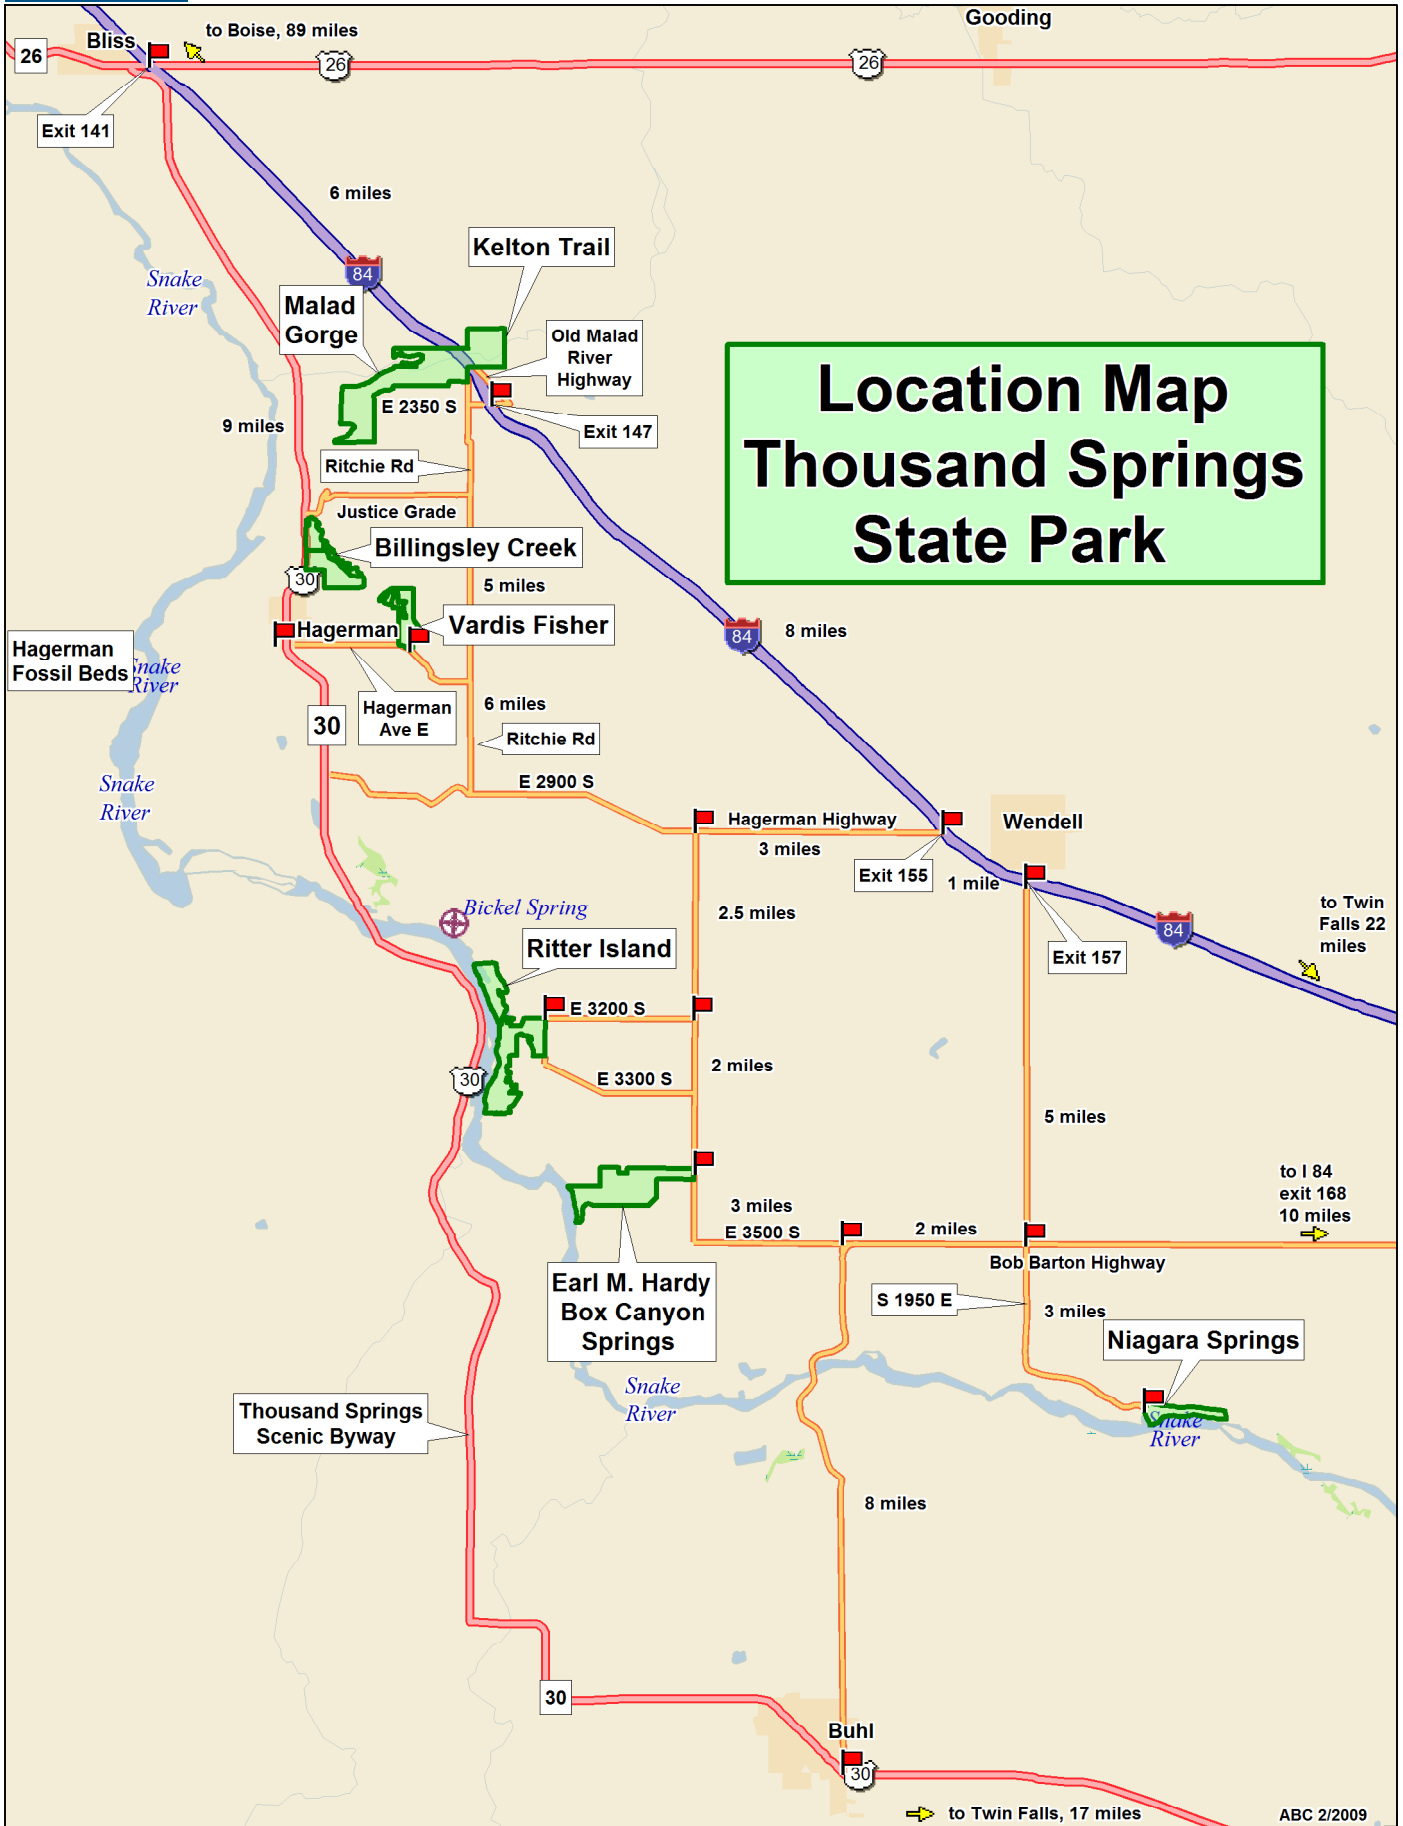 Gooding
to Boise, 89 miles
Bliss
26
26
26
Exit 141
6 miles
Kelton Trail
84
Snake
River
Malad
Gorge
Old Malad
River
Highway
E 2350 S
9 miles
Exit 147
Location Map
Thousand Springs
State Park
Ritchie Rd
Justice Grade
Billingsley Creek
30
5 miles
Vardis Fisher
Hagerman
8 miles
84
Hagerman
Fossil Beds
Snake
River
Hagerman
Ave E
6 miles
30
Ritchie Rd
Snake
River
E 2900 S
Hagerman Highway
3 miles
Wendell
Exit 155
1 mile
2.5 miles
Bickel Spring
to Twin
Falls 22
miles
84
Ritter Island
Exit 157
E 3200 S
2 miles
E 3300 S
30
5 miles
to I 84
exit 168
10 miles
3 miles
E 3500 S
2 miles
Bob Barton Highway
Earl M. Hardy
Box Canyon
Springs
S 1950 E
3 miles
Niagara Springs
Snake
River
Snake
River
Thousand Springs
Scenic Byway
8 miles
30
Buhl
30
to Twin Falls, 17 miles
ABC 2/2009